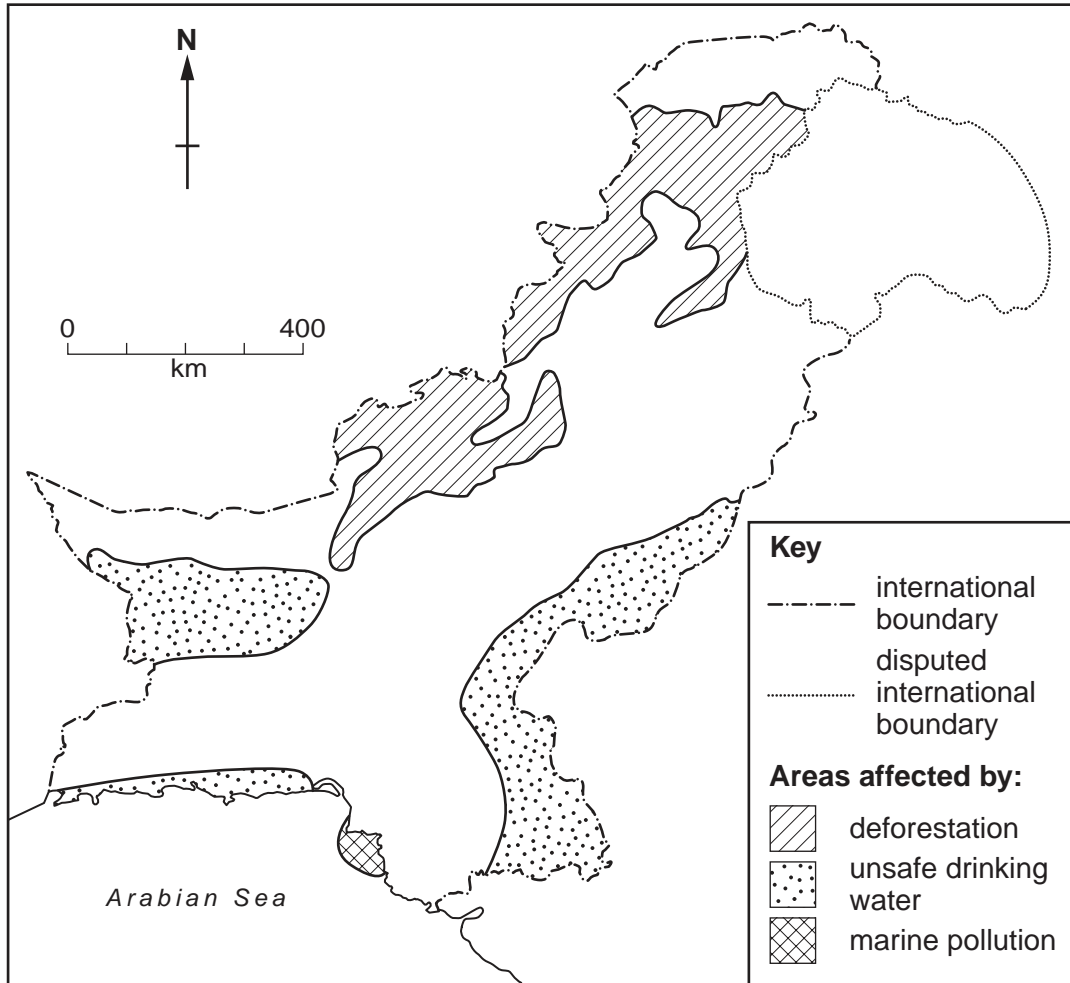 N
0 400
km
Arabian Sea
Key
international
boundary
disputed
international
boundary
Areas affected by:
deforestation
unsafe drinking
water
marine pollution